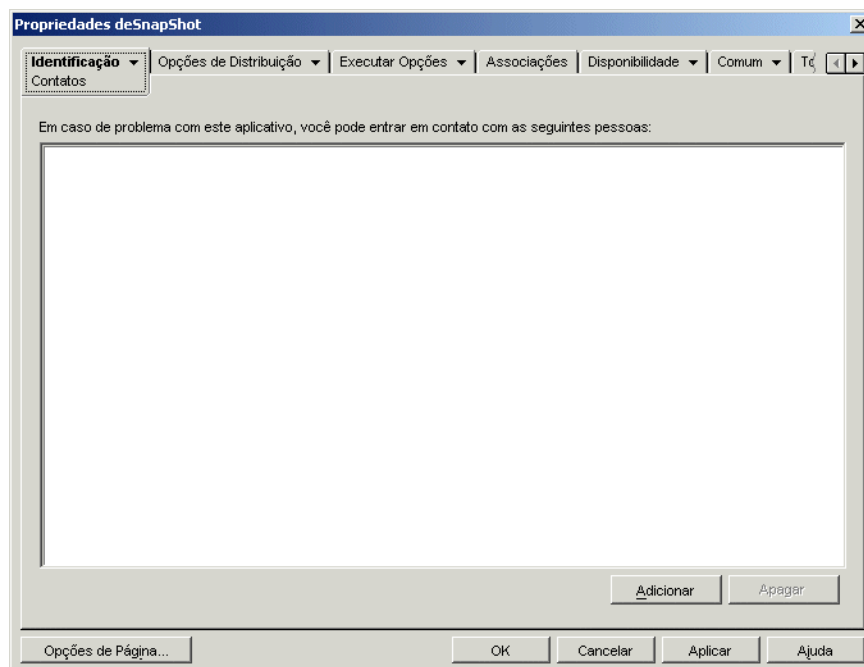 Propriedades deSnapShot
Identificação Opções de Distribuição Executar Opções Associações Disponibilidade Comum
Contatos
Em caso de problema com este aplicativo, você pode entrar em contato com as seguintes pessoas:
Adicionar Apagar
Opções de Página... OK Cancelar Aplicar Ajuda